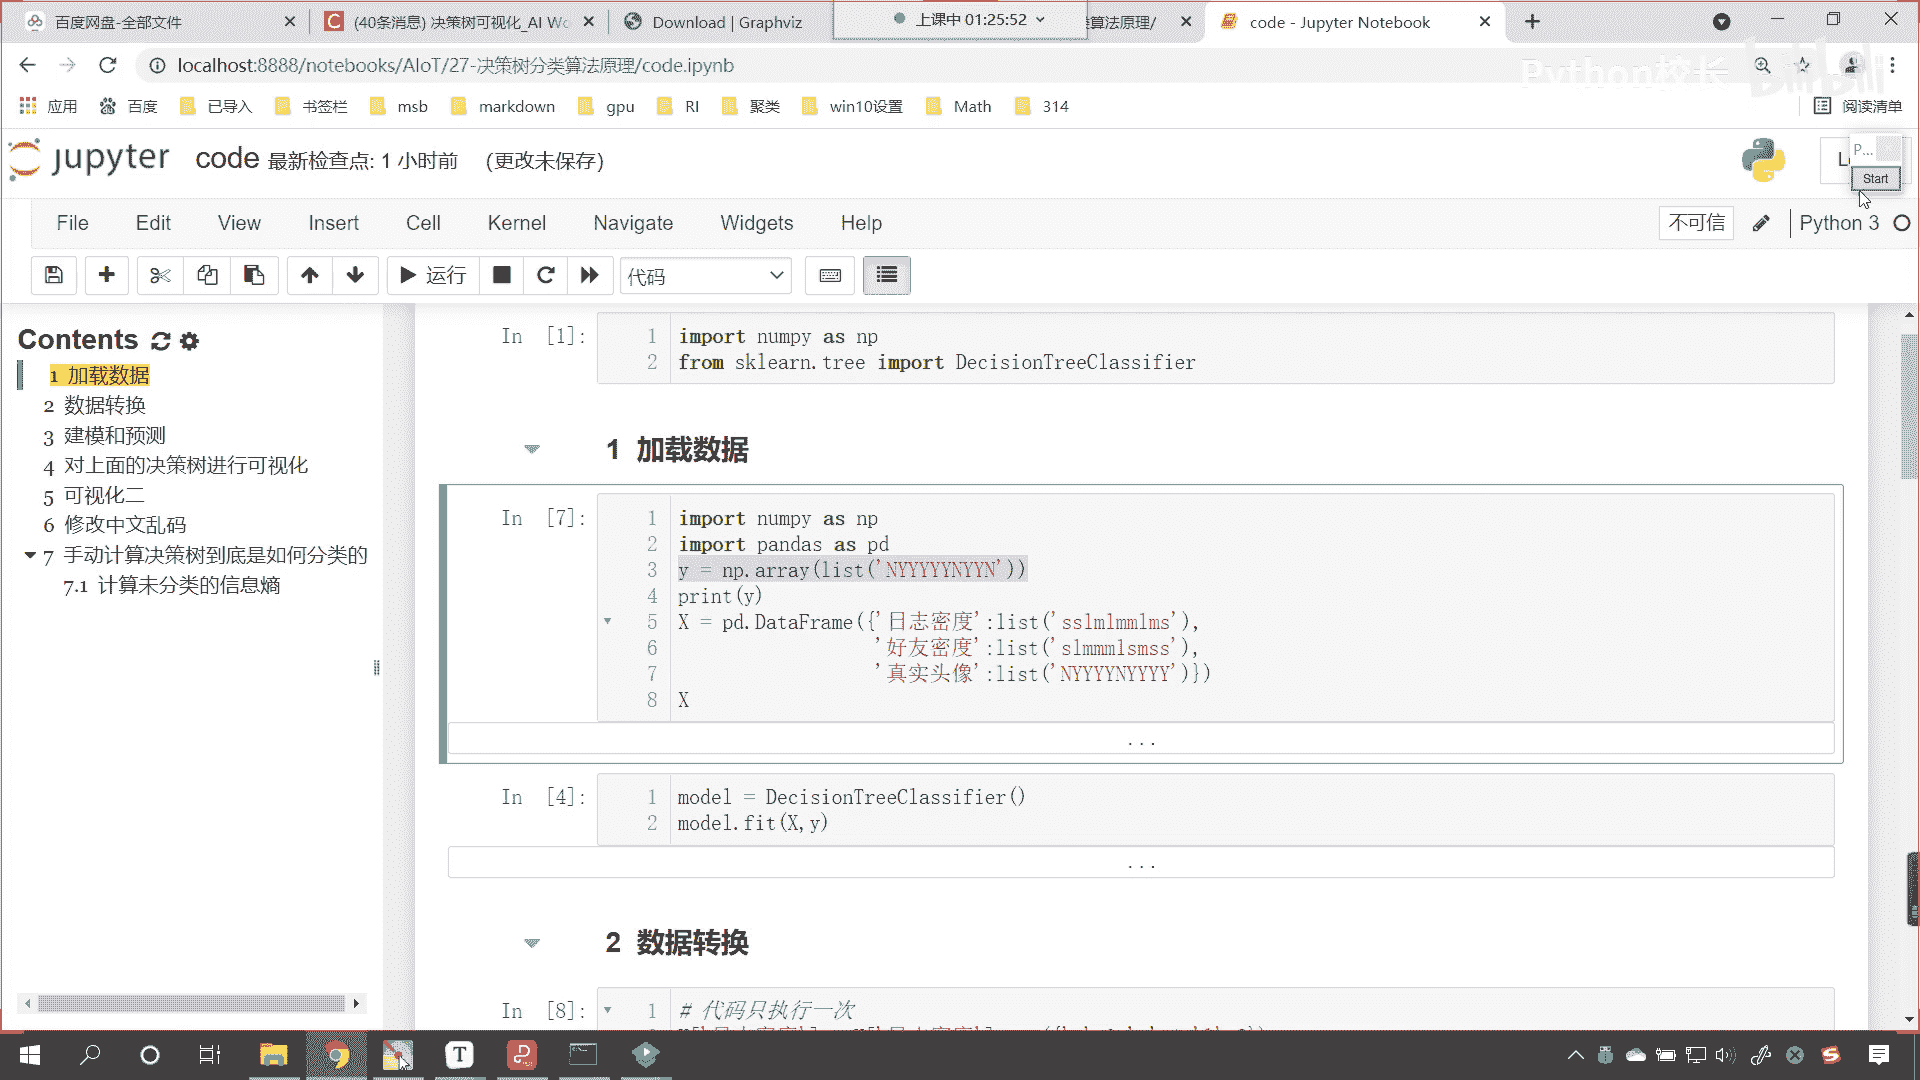 百度网盘-全部文件
(40条消息) 决策树可视化_AI Wo
Download | Graphviz
上课中 01:25:52
算法原理/
code - Jupyter Notebook
localhost:8888/notebooks/AIoT/27-决策树分类算法原理/code.ipynb
Python校长
bilibili
应用
百度
已导入
书签栏
msb
markdown
gpu
RI
聚类
win10设置
Math
314
阅读清单
jupyter
code 最新检查点: 1 小时前 (更改未保存)
P...
Start
File Edit View Insert Cell Kernel Navigate Widgets Help
不可信
Python 3
运行
代码
Contents
1 加载数据
2 数据转换
3 建模和预测
4 对上面的决策树进行可视化
5 可视化二
6 修改中文乱码
7 手动计算决策树到底是如何分类的
7.1 计算未分类的信息熵
In [1]:
1 import numpy as np
2 from sklearn.tree import DecisionTreeClassifier
1 加载数据
In [7]:
1 import numpy as np
2 import pandas as pd
3 y = np.array(list('NYYYYYNYYN'))
4 print(y)
5 X = pd.DataFrame({'日志密度':list('sslmlmmlms'),
6 '好友密度':list('slmmmlsmss'),
7 '真实头像':list('NYYYYNYYYY')})
8 X
...
In [4]:
1 model = DecisionTreeClassifier()
2 model.fit(X,y)
...
2 数据转换
In [8]:
1 # 代码只执行一次